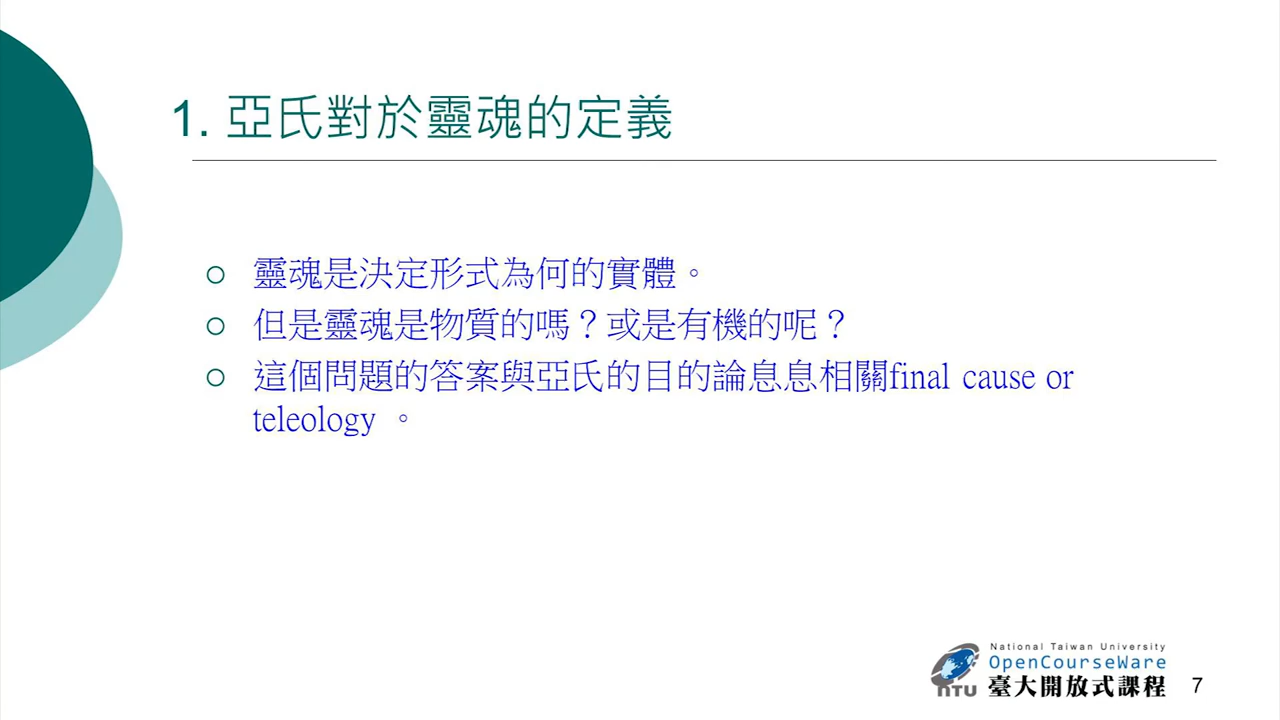 1. 亞氏對於靈魂的定義
靈魂是決定形式為何的實體。
但是靈魂是物質的嗎？或是有機的呢？
這個問題的答案與亞氏的目的論息息相關final cause or
teleology 。
National Taiwan University
OpenCourseWare
NTU 臺大開放式課程
7